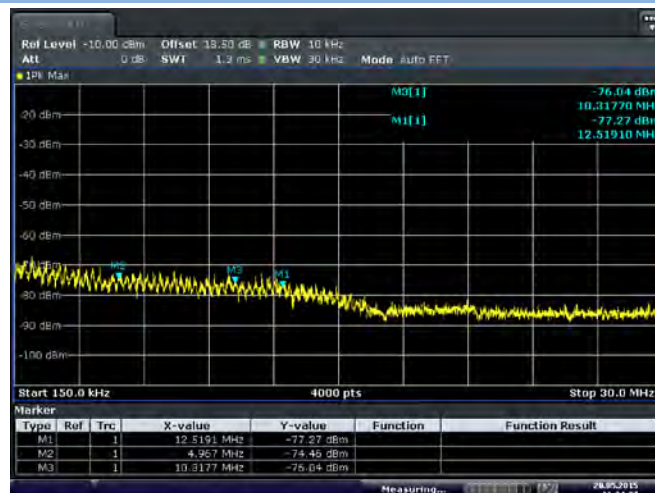 Ref Level -10.00 dBm Offset 18.50 dB RBW 10 kHz
Att 0 dB SWT 1.9 ms VBW 30 kHz Mode Auto FFT
1Pk Max
M3[1] -76.04 dBm
10.31770 MH
M1[1] -77.27 dBm
12.51910 MH
-20 dBm
-30 dBm
-40 dBm
-50 dBm
-60 dBm
M2 M3 M1
-80 dBm
-90 dBm
-100 dBm
Start 150.0 kHz 4000 pts Stop 30.0 MHz
Marker
Type Ref Trc X-value Y-value Function Function Result
M1 1 12.5191 MHz -77.27 dBm
M2 1 4.967 MHz -74.46 dBm
M3 1 10.3177 MHz -76.04 dBm
Measuring... 28.05.2015